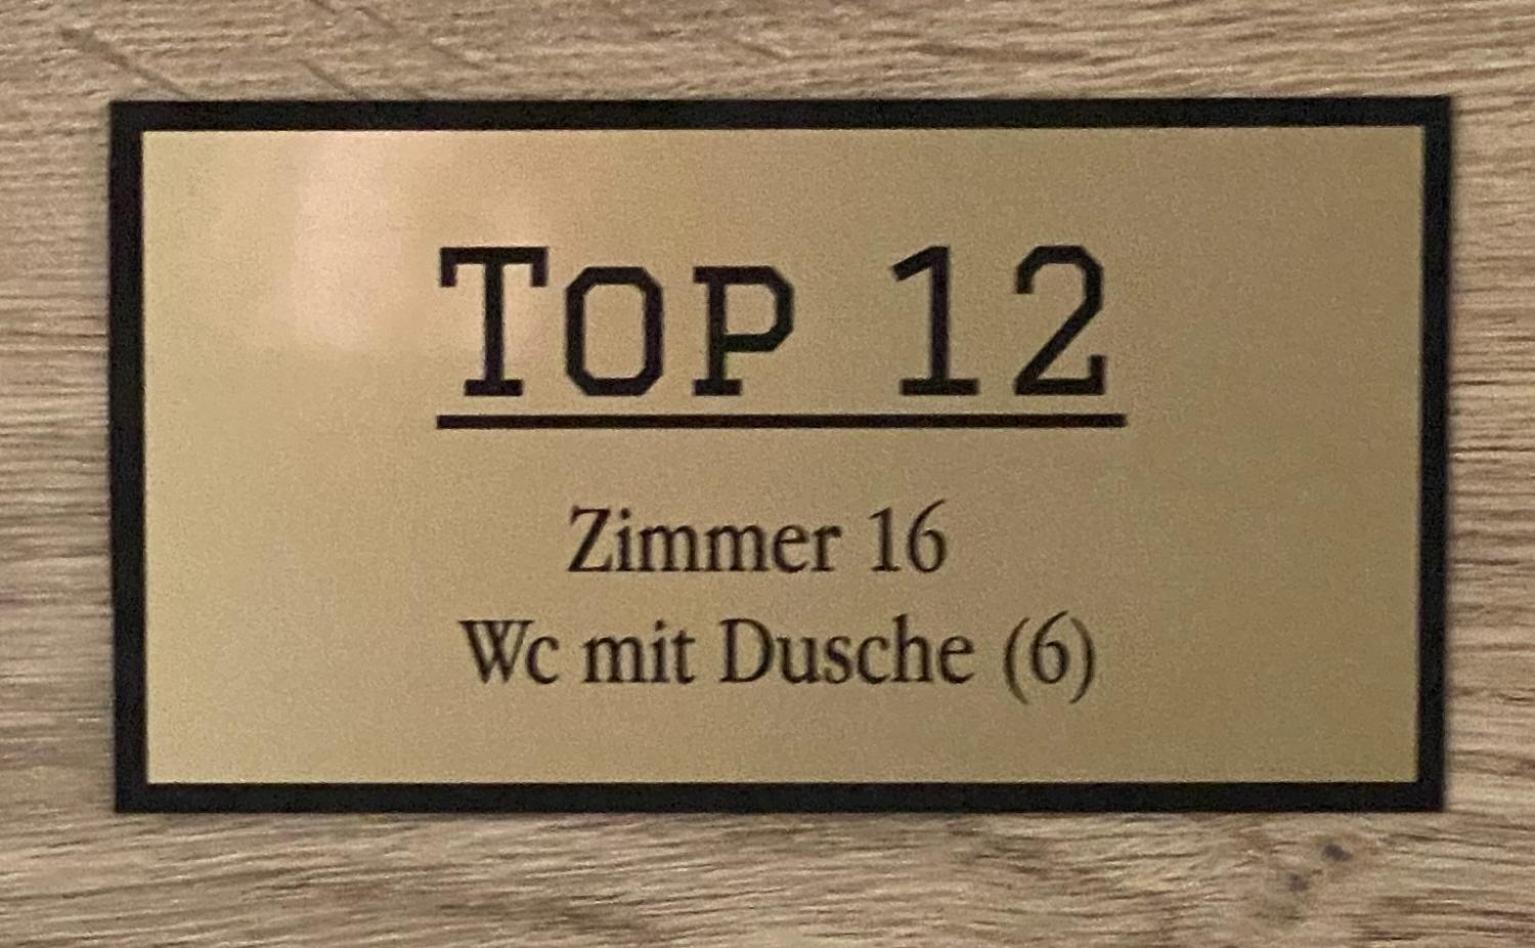 Top 12
Zimmer 16
Wc mit Dusche (6)